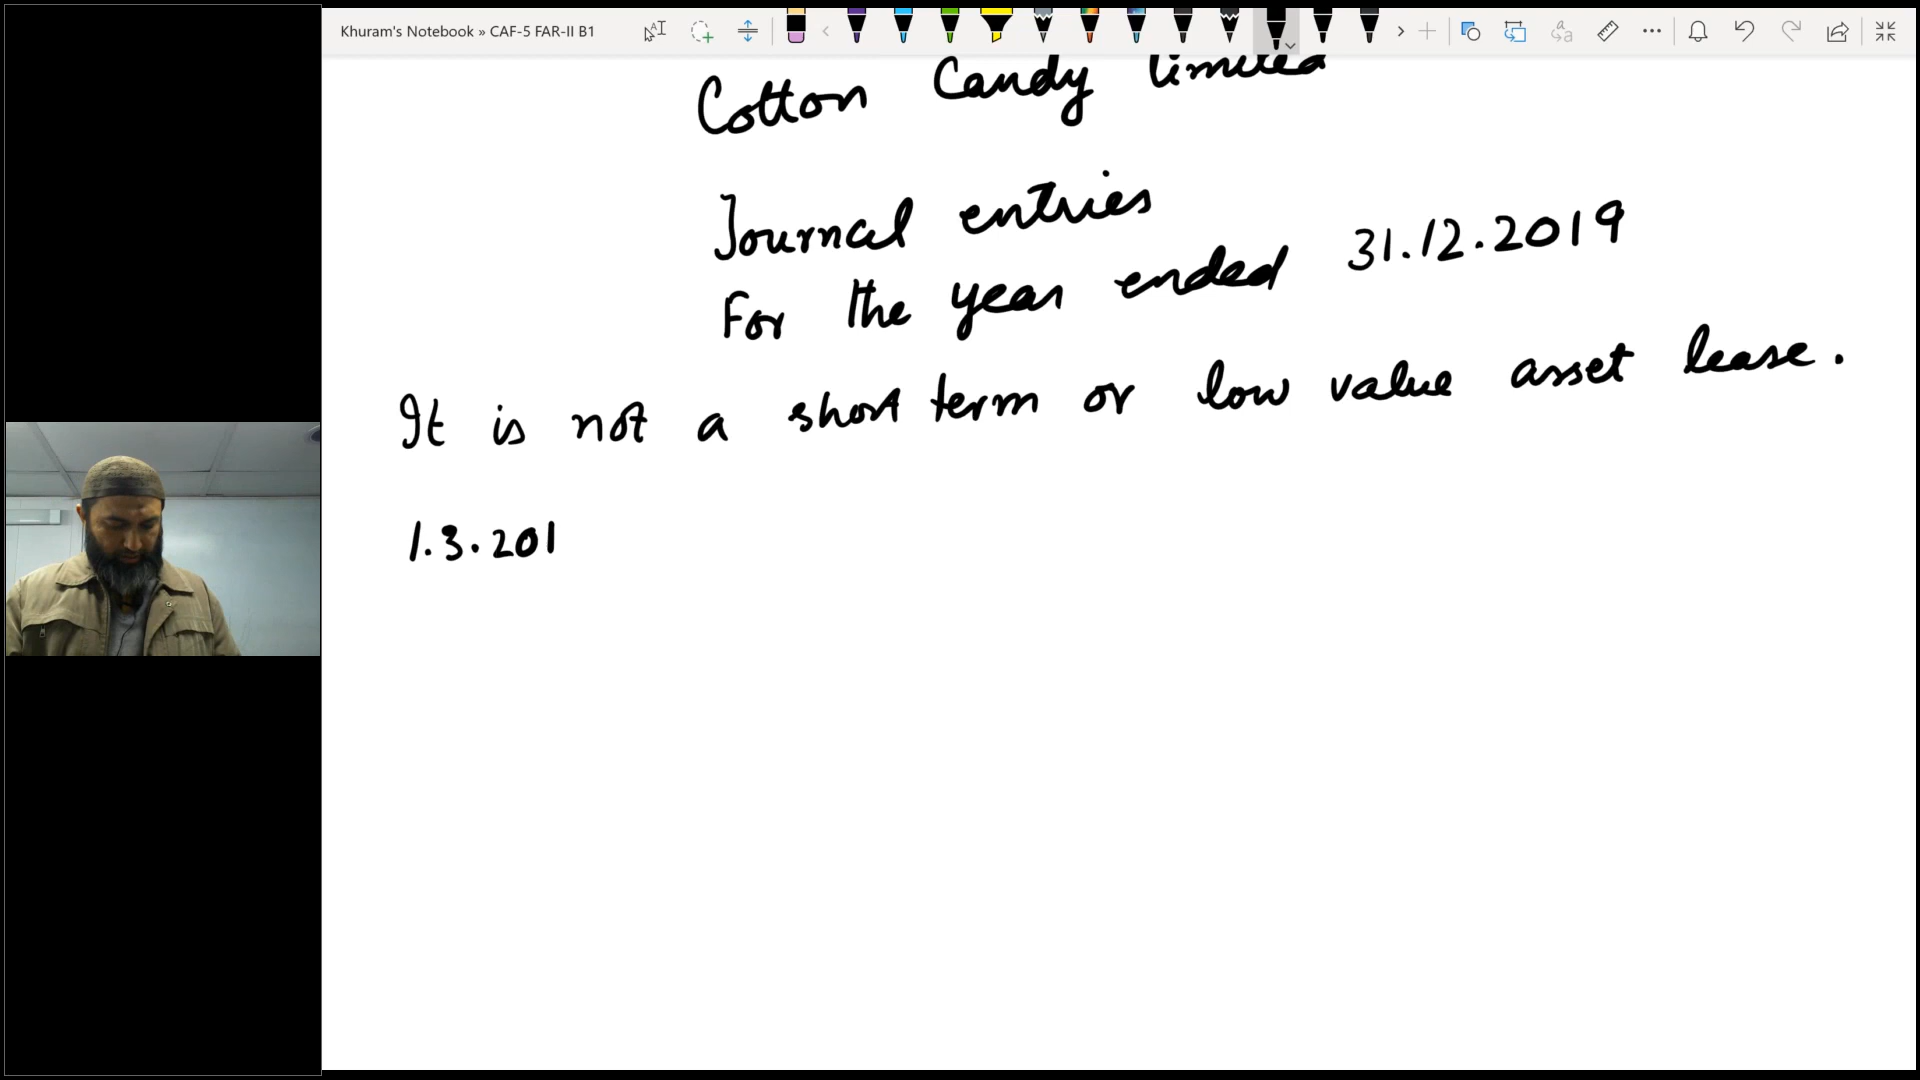 Khuram's Notebook » CAF-5 FAR-II B1
Cotton Candy limited
Journal entries
For the year ended 31.12.2019
It is not a short term or low value asset lease.
1.3.201